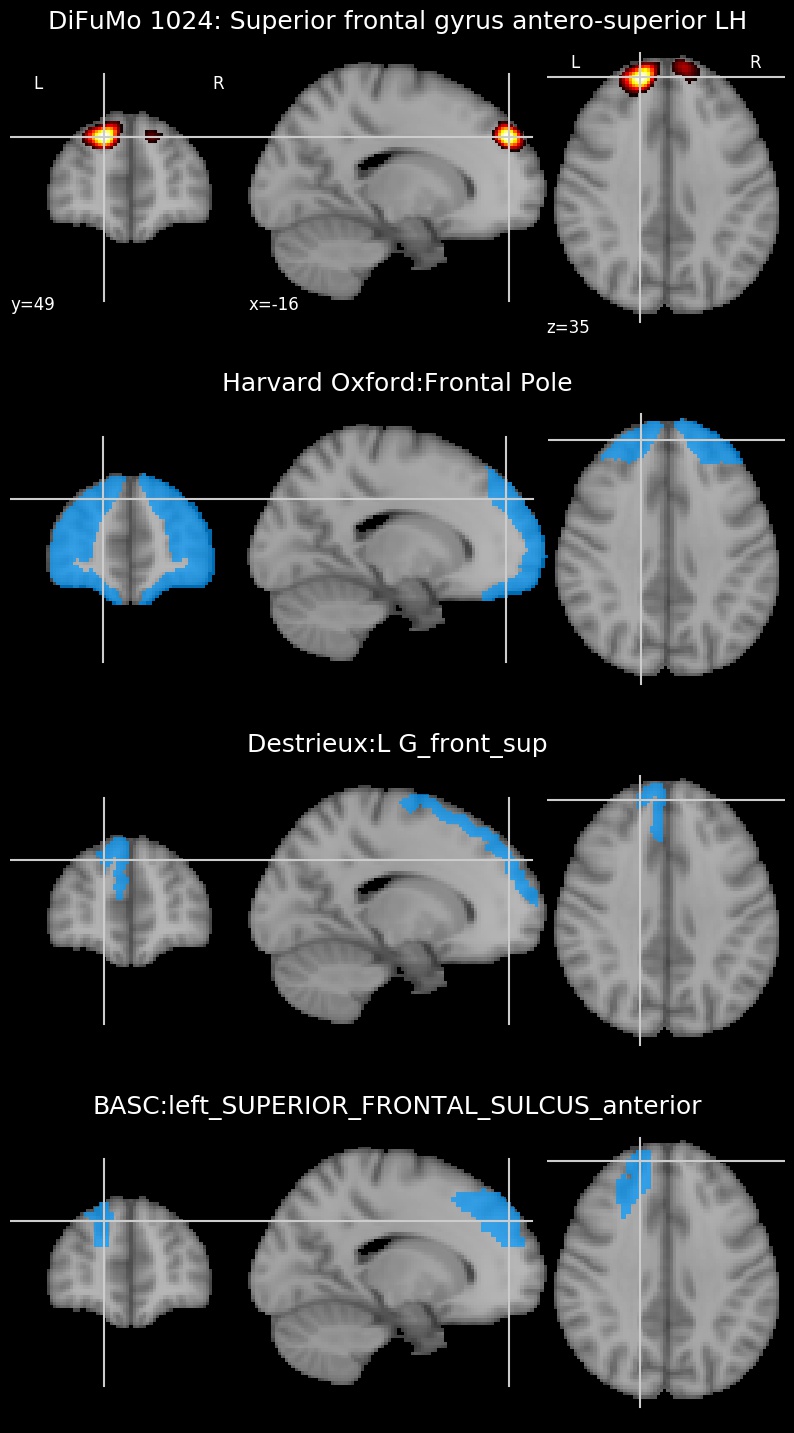 DiFuMo 1024: Superior frontal gyrus antero-superior LH
L R L R
y=49 x=-16 z=35
Harvard Oxford:Frontal Pole
Destrieux:L G_front_sup
BASC:left_SUPERIOR_FRONTAL_SULCUS_anterior